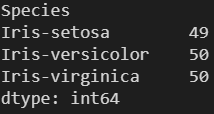 Species
Iris-setosa        49
Iris-versicolor    50
Iris-virginica     50
dtype: int64